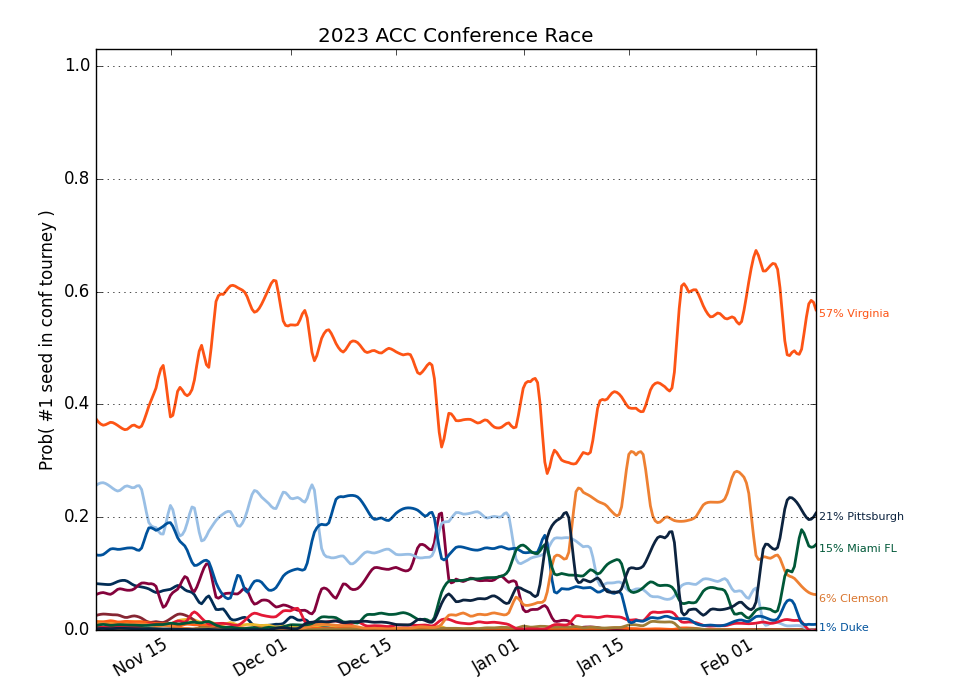 2023 ACC Conference Race
Prob( #1 seed in conf tourney )
1.0
0.8
0.6
0.4
0.2
0.0
57% Virginia
21% Pittsburgh
15% Miami FL
6% Clemson
1% Duke
Nov 15
Dec 01
Dec 15
Jan 01
Jan 15
Feb 01